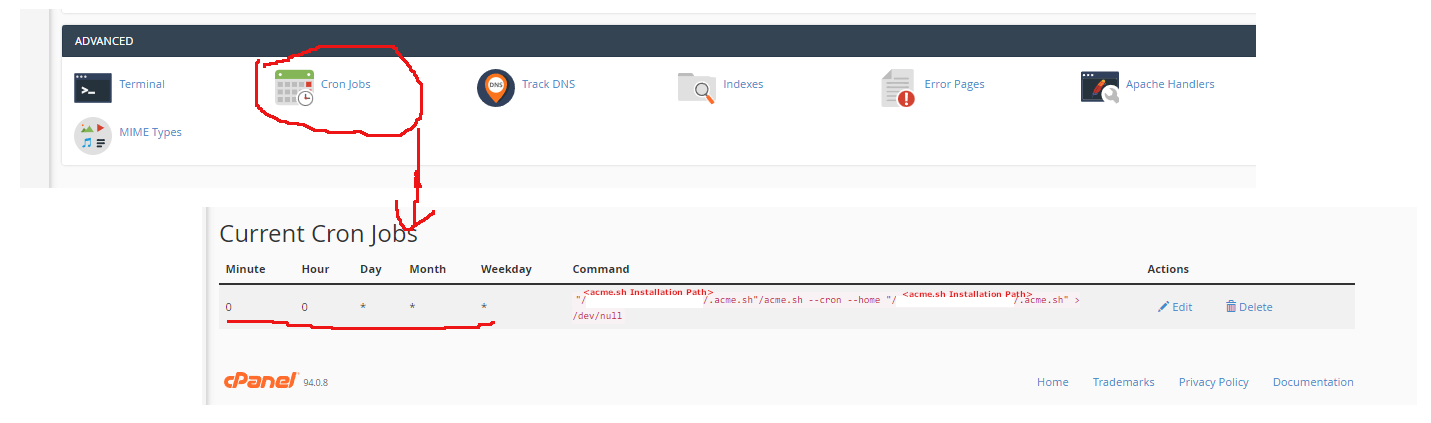 ADVANCED
Terminal Cron Jobs Track DNS Indexes Error Pages Apache Handlers
DNS
MIME Types
Current Cron Jobs
Minute Hour Day Month Weekday Command Actions
<acme.sh Installation Path> <acme.sh Installation Path>
0 0 * * * "/ /.acme.sh"/acme.sh --cron --home "/ /.acme.sh" > Edit Delete
/dev/null
cPanel 94.0.8 Home Trademarks Privacy Policy Documentation